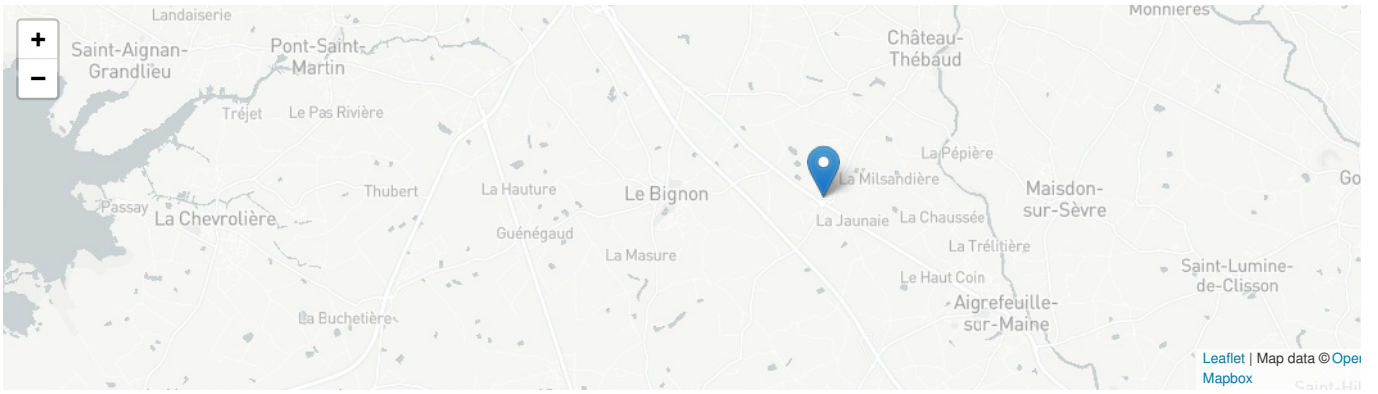 Landaiserie
Monnières
+
Château-
Thébaud
Pont-Saint-
Martin
Saint-Aignan-
Grandlieu
−
Tréjet
Le Pas Rivière
La Pépière
La Milsandière
Go
Thubert
La Hauture
Le Bignon
Maisdon-
sur-Sèvre
Passay
La Chevrolière
La Jaunaie
La Chaussée
Guénégaud
La Trélitière
La Masure
Saint-Lumine-
de-Clisson
Le Haut Coin
Aigrefeuille-
sur-Maine
La Buchetière
Leaflet | Map data © Oper
Mapbox
Saint-Hil